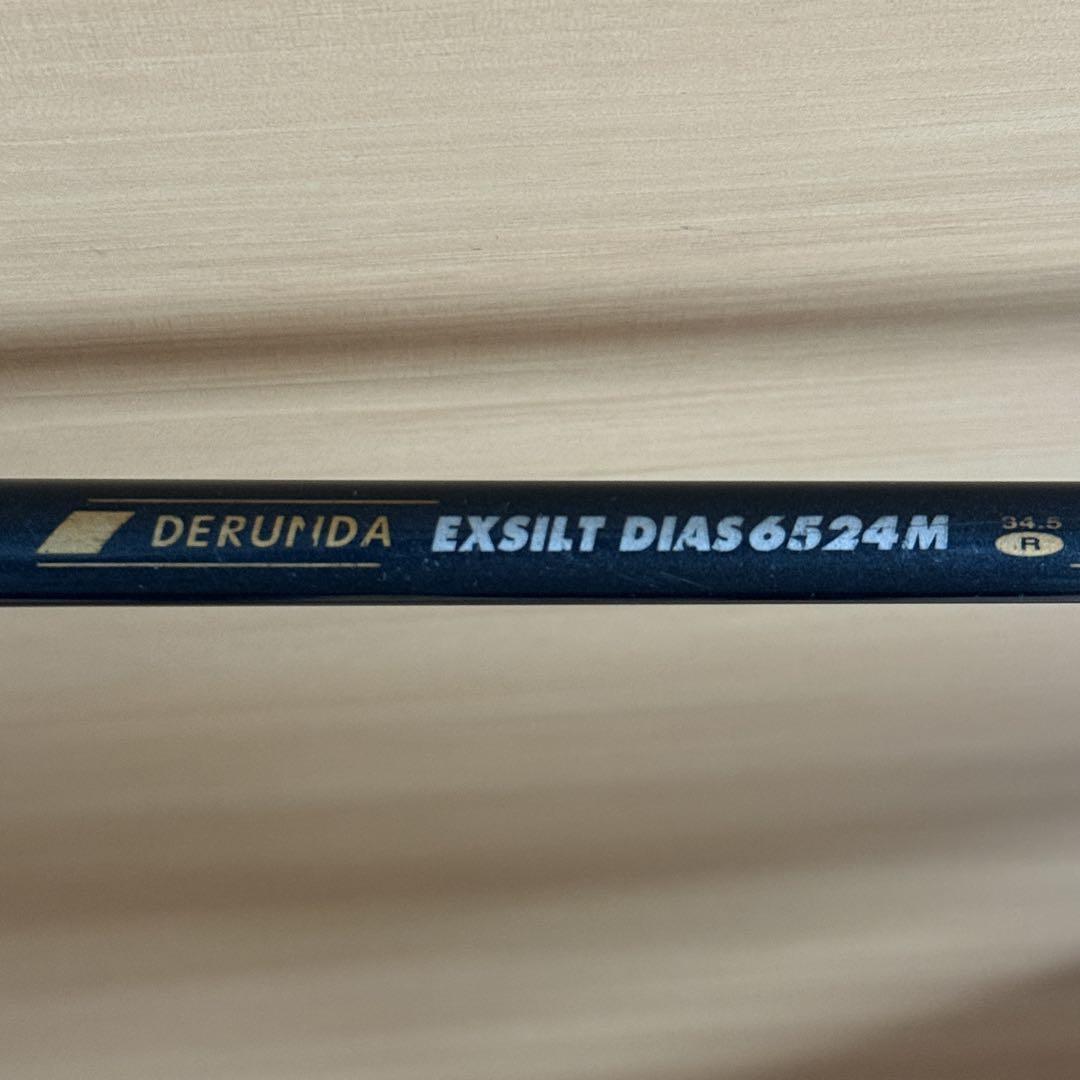 DERUNDA EXSILT DIAS6524M 34.5
R